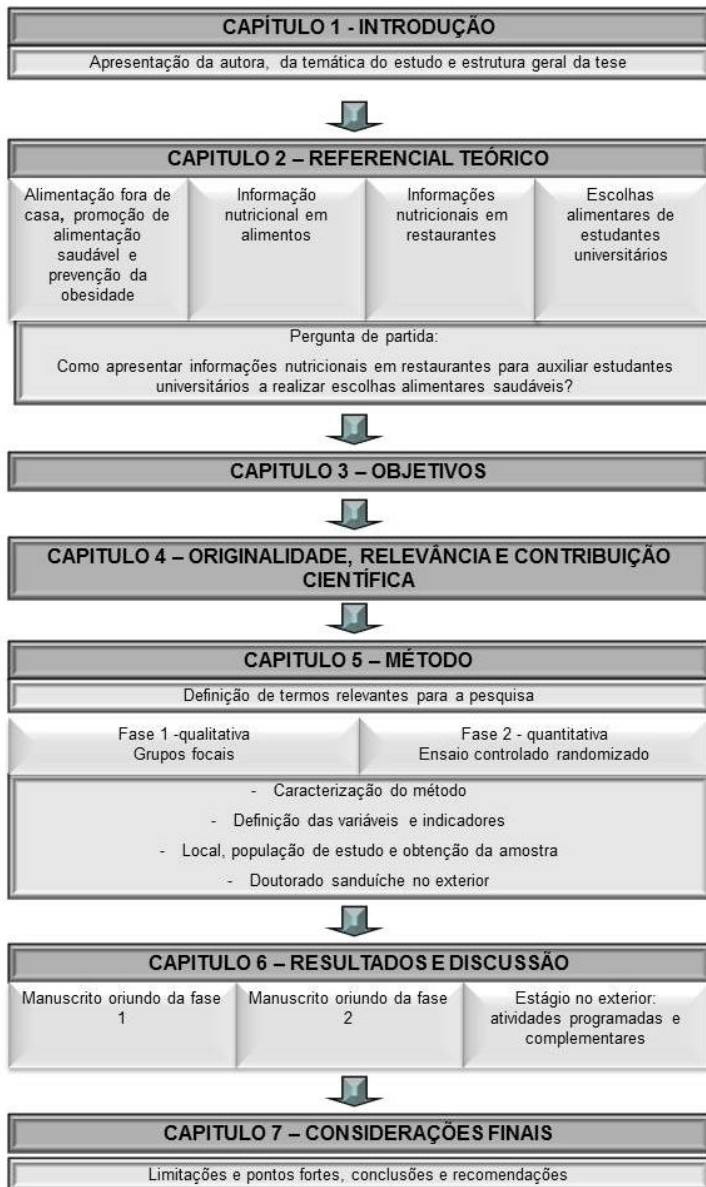 CAPÍTULO 1 - INTRODUÇÃO
Apresentação da autora, da temática do estudo e estrutura geral da tese
CAPITULO 2 – REFERENCIAL TEÓRICO
Alimentação fora de
casa, promoção de
alimentação
saudável e
prevenção da
obesidade
Informação
nutricional em
alimentos
Informações
nutricionais em
restaurantes
Escolhas
alimentares de
estudantes
universitários
Pergunta de partida:
Como apresentar informações nutricionais em restaurantes para auxiliar estudantes
universitários a realizar escolhas alimentares saudáveis?
CAPITULO 3 – OBJETIVOS
CAPITULO 4 – ORIGINALIDADE, RELEVÂNCIA E CONTRIBUIÇÃO
CIENTÍFICA
CAPITULO 5 – MÉTODO
Definição de termos relevantes para a pesquisa
Fase 1 -qualitativa
Grupos focais
Fase 2 - quantitativa
Ensaio controlado randomizado
- Caracterização do método
- Definição das variáveis e indicadores
- Local, população de estudo e obtenção da amostra
- Doutorado sanduíche no exterior
CAPITULO 6 – RESULTADOS E DISCUSSÃO
Manuscrito oriundo da fase
1
Manuscrito oriundo da fase
2
Estágio no exterior:
atividades programadas e
complementares
CAPITULO 7 – CONSIDERAÇÕES FINAIS
Limitações e pontos fortes, conclusões e recomendações